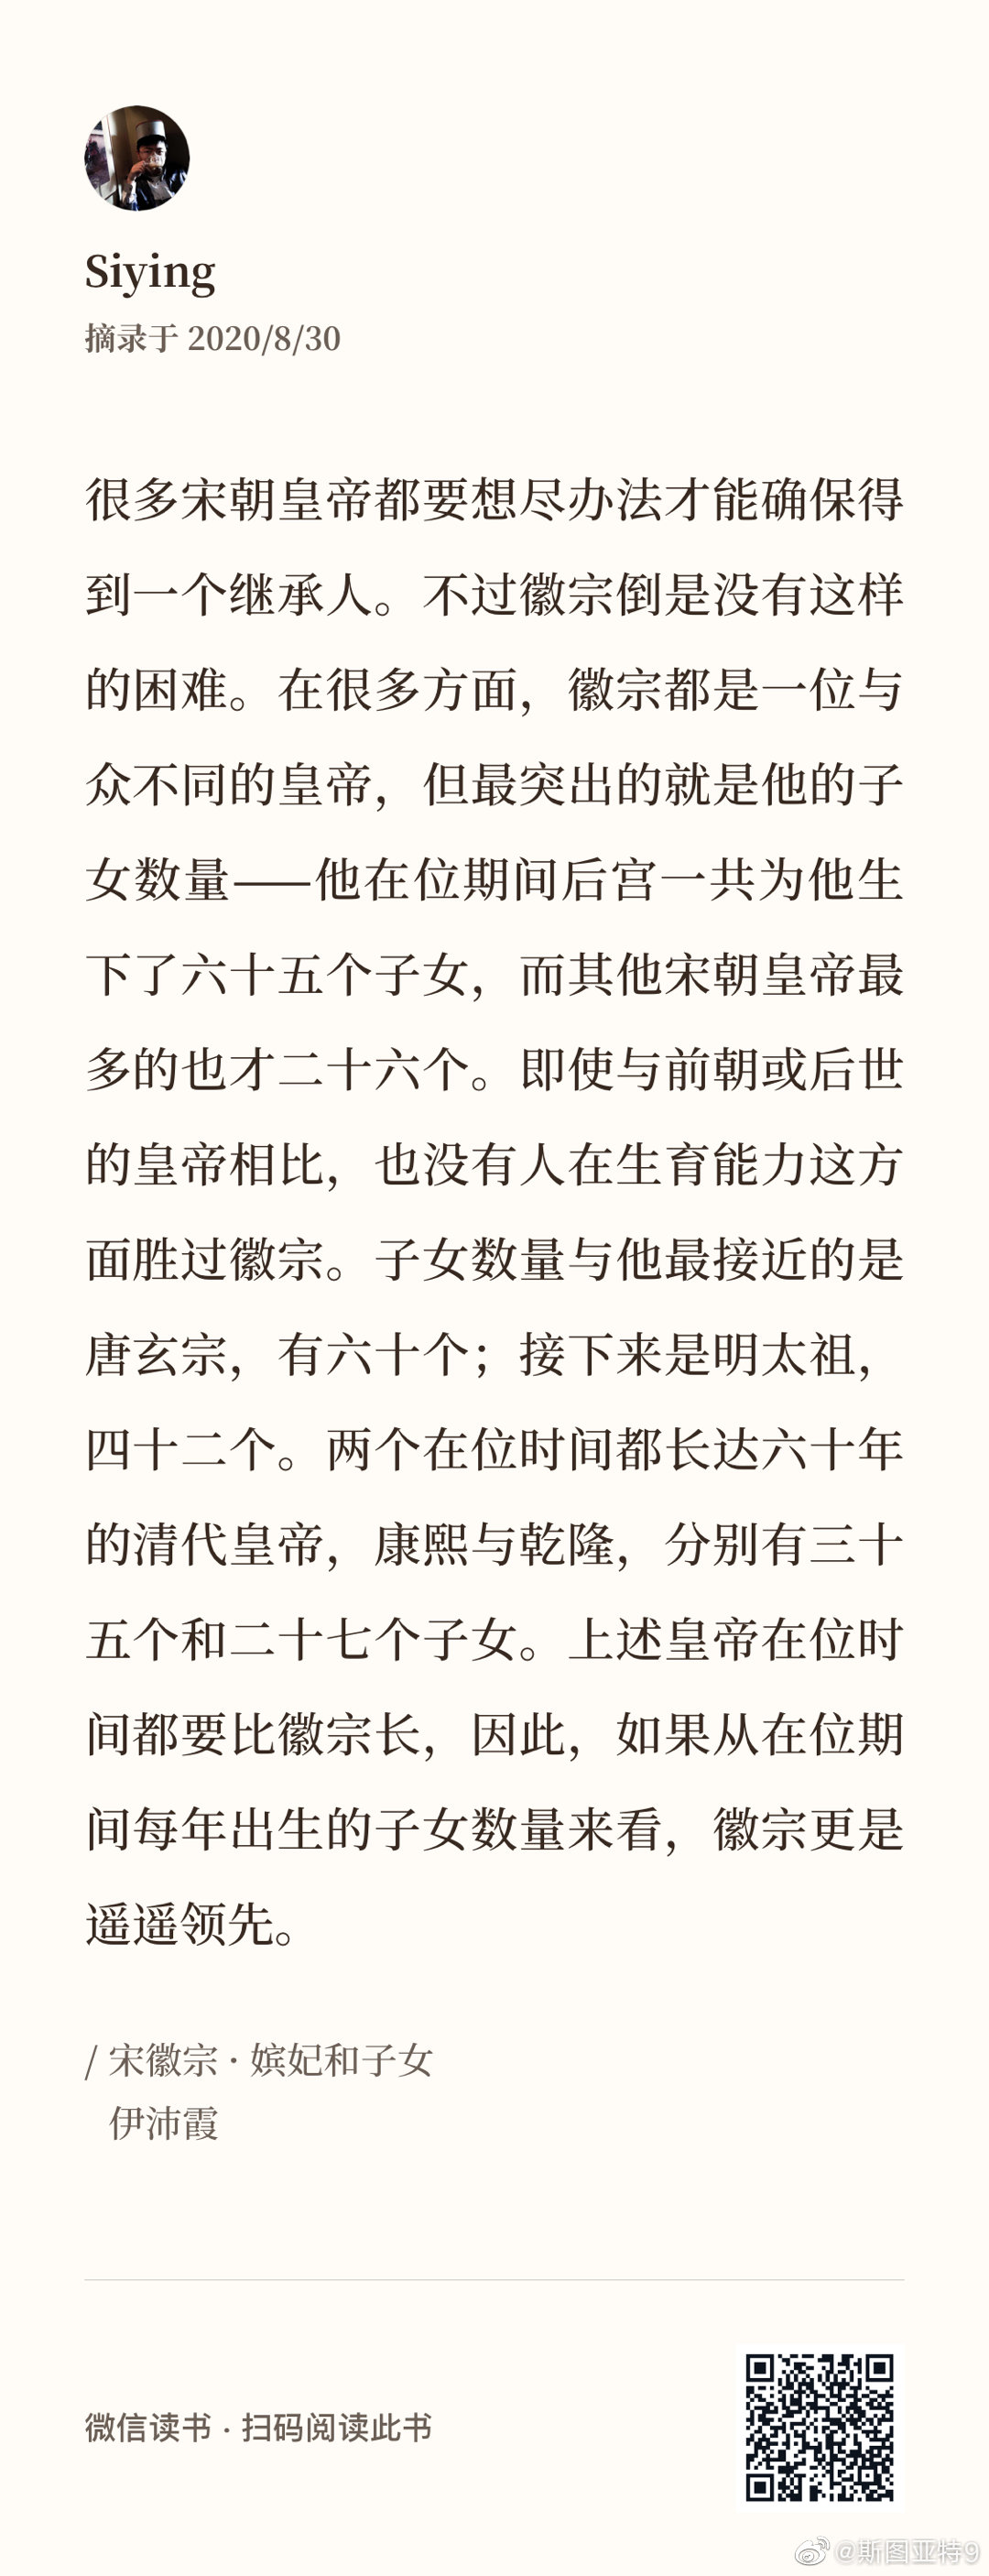 Siying
摘录于 2020/8/30
很多宋朝皇帝都要想尽办法才能确保得
到一个继承人。不过徽宗倒是没有这样
的困难。在很多方面，徽宗都是一位与
众不同的皇帝，但最突出的就是他的子
女数量——他在位期间后宫一共为他生
下了六十五个子女，而其他宋朝皇帝最
多的也才二十六个。即使与前朝或后世
的皇帝相比，也没有人在生育能力这方
面胜过徽宗。子女数量与他最接近的是
唐玄宗，有六十个；接下来是明太祖，
四十二个。两个在位时间都长达六十年
的清代皇帝，康熙与乾隆，分别有三十
五个和二十七个子女。上述皇帝在位时
间都要比徽宗长，因此，如果从在位期
间每年出生的子女数量来看，徽宗更是
遥遥领先。
/ 宋徽宗 · 嫔妃和子女
伊沛霞
微信读书 · 扫码阅读此书
@斯图亚特9